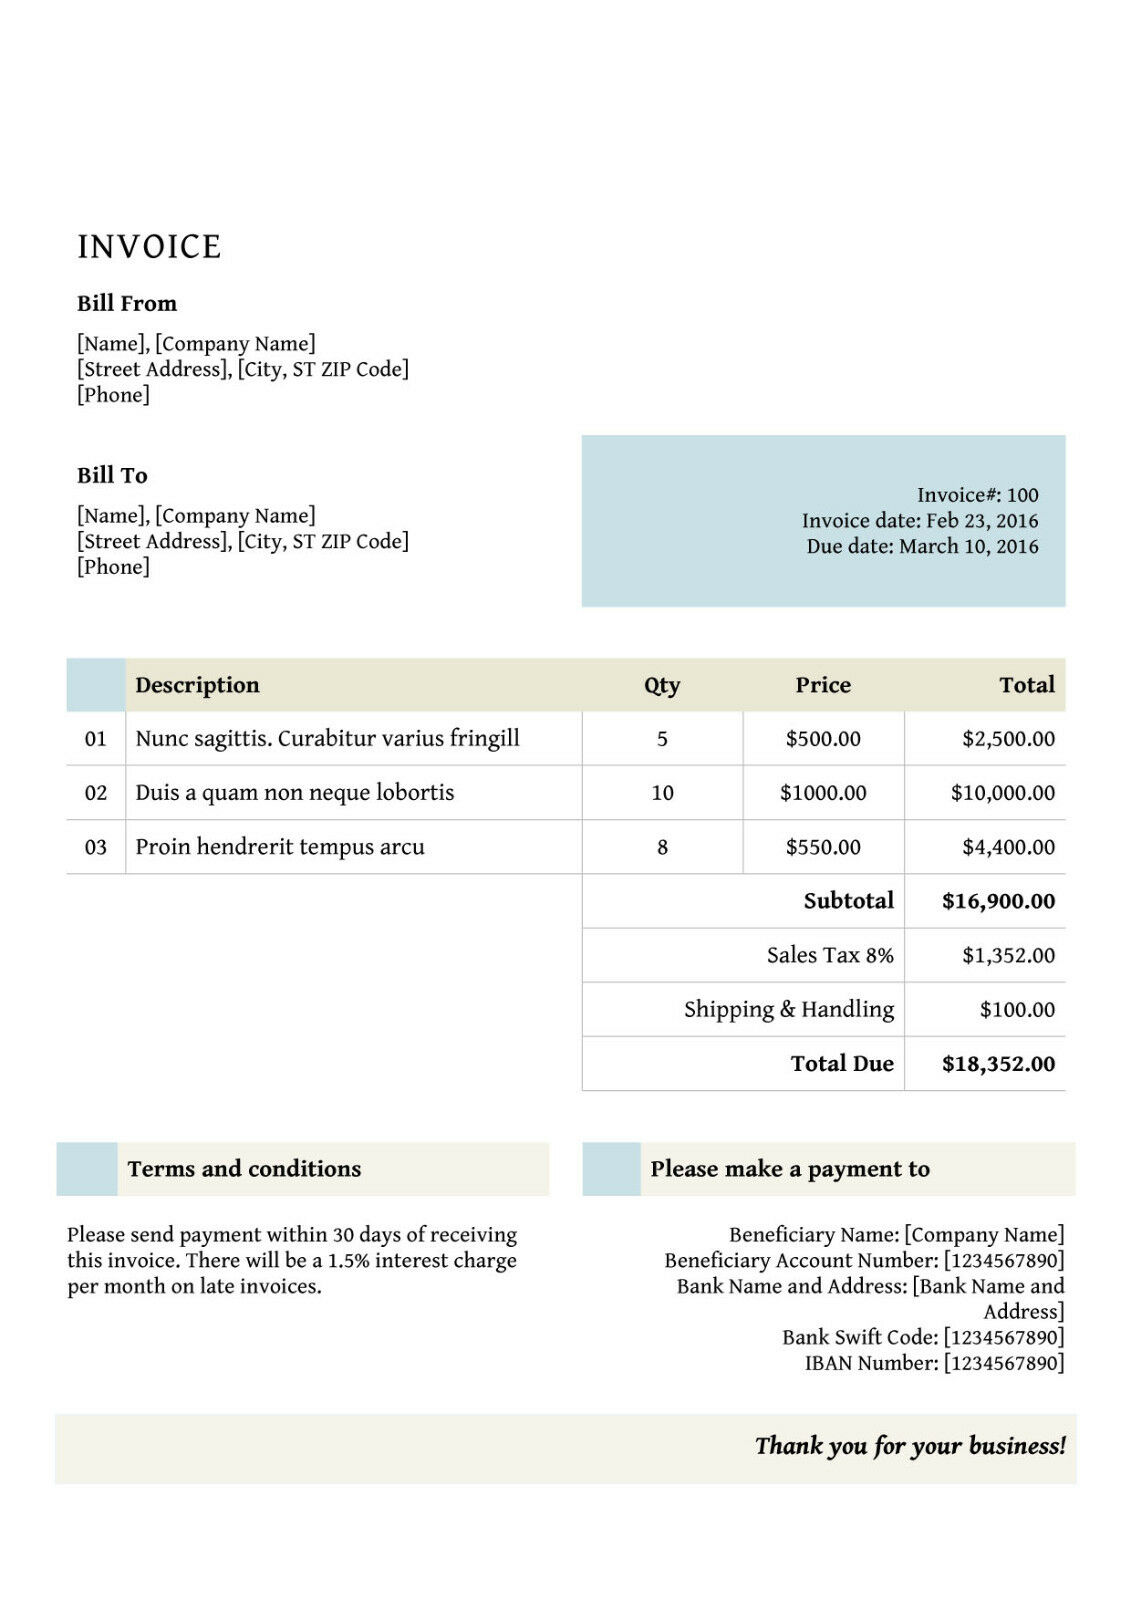 INVOICE
Bill From
[Name], [Company Name]
[Street Address], [City, ST ZIP Code]
[Phone]
Bill To
[Name], [Company Name]
[Street Address], [City, ST ZIP Code]
[Phone]
Invoice#: 100
Invoice date: Feb 23, 2016
Due date: March 10, 2016
Description Qty Price Total
01 Nunc sagittis. Curabitur varius fringill 5 $500.00 $2,500.00
02 Duis a quam non neque lobortis 10 $1000.00 $10,000.00
03 Proin hendrerit tempus arcu 8 $550.00 $4,400.00
Subtotal $16,900.00
Sales Tax 8% $1,352.00
Shipping & Handling $100.00
Total Due $18,352.00
Terms and conditions
Please send payment within 30 days of receiving
this invoice. There will be a 1.5% interest charge
per month on late invoices.
Please make a payment to
Beneficiary Name: [Company Name]
Beneficiary Account Number: [1234567890]
Bank Name and Address: [Bank Name and
Address]
Bank Swift Code: [1234567890]
IBAN Number: [1234567890]
Thank you for your business!